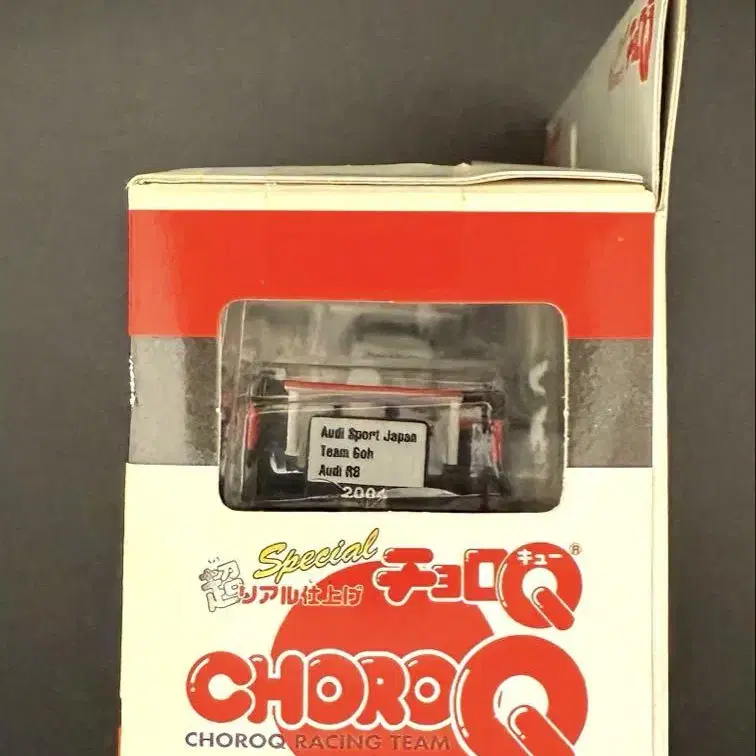 Audi Sport Japan
Team Goh
Audi R8
2004
Special
超リアル仕上げ
チョロQ
キュー
®
CHOROQ
CHOROQ RACING TEAM